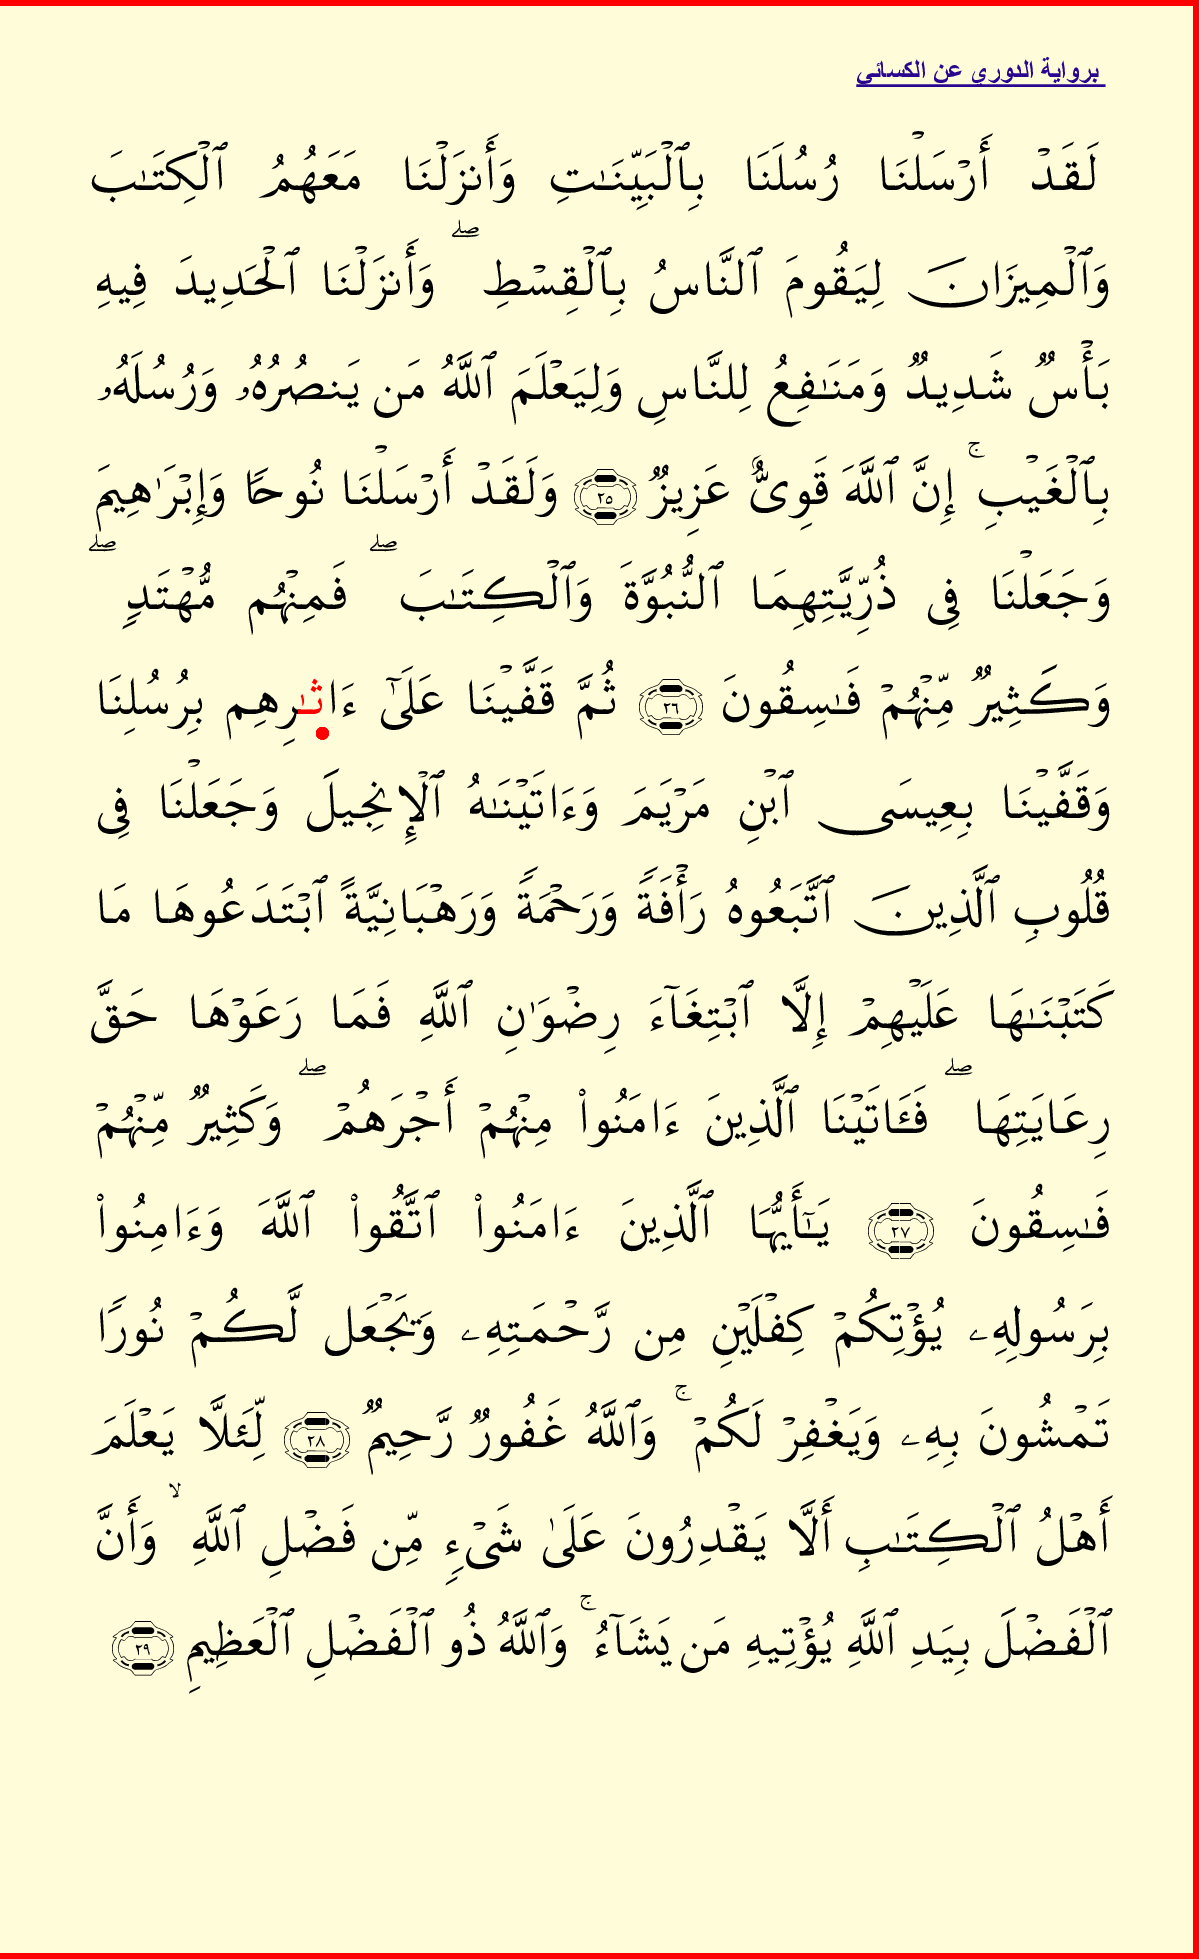 برواية الدوري عن الكسائي
لَقَدۡ أَرۡسَلۡنَا رُسُلَنَا بِٱلۡبَيِّنَـٰتِ وَأَنزَلۡنَا مَعَهُمُ ٱلۡكِتَـٰبَ
وَٱلۡمِيزَانَ لِيَقُومَ ٱلنَّاسُ بِٱلۡقِسۡطِۖ وَأَنزَلۡنَا ٱلۡحَدِيدَ فِيهِ
بَأۡسٞ شَدِيدٞ وَمَنَـٰفِعُ لِلنَّاسِ وَلِيَعۡلَمَ ٱللَّهُ مَن يَنصُرُهُۥ وَرُسُلَهُۥ
بِٱلۡغَيۡبِۚ إِنَّ ٱللَّهَ قَوِىٌّ عَزِيزٞ ٢٥ وَلَقَدۡ أَرۡسَلۡنَا نُوحٗا وَإِبۡرَٰهِيمَ
وَجَعَلۡنَا فِى ذُرِّيَّتِهِمَا ٱلنُّبُوَّةَ وَٱلۡكِتَـٰبَۖ فَمِنۡهُم مُّهۡتَدٖۖ
وَكَثِيرٞ مِّنۡهُمۡ فَـٰسِقُونَ ٢٦ ثُمَّ قَفَّيۡنَا عَلَىٰٓ ءَاثَـٰرِهِم بِرُسُلِنَا
وَقَفَّيۡنَا بِعِيسَى ٱبۡنِ مَرۡيَمَ وَءَاتَيۡنَـٰهُ ٱلۡإِنجِيلَ وَجَعَلۡنَا فِى
قُلُوبِ ٱلَّذِينَ ٱتَّبَعُوهُ رَأۡفَةٗ وَرَحۡمَةٗ وَرَهۡبَانِيَّةً ٱبۡتَدَعُوهَا مَا
كَتَبۡنَـٰهَا عَلَيۡهِمۡ إِلَّا ٱبۡتِغَآءَ رِضۡوَٰنِ ٱللَّهِ فَمَا رَعَوۡهَا حَقَّ
رِعَايَتِهَاۖ فَـَٔاتَيۡنَا ٱلَّذِينَ ءَامَنُواْ مِنۡهُمۡ أَجۡرَهُمۡۖ وَكَثِيرٞ مِّنۡهُمۡ
فَـٰسِقُونَ ٢٧ يَـٰٓأَيُّهَا ٱلَّذِينَ ءَامَنُواْ ٱتَّقُواْ ٱللَّهَ وَءَامِنُواْ
بِرَسُولِهِۦ يُؤۡتِكُمۡ كِفۡلَيۡنِ مِن رَّحۡمَتِهِۦ وَيَجۡعَل لَّكُمۡ نُورٗا
تَمۡشُونَ بِهِۦ وَيَغۡفِرۡ لَكُمۡۚ وَٱللَّهُ غَفُورٞ رَّحِيمٞ ٢٨ لِّئَلَّا يَعۡلَمَ
أَهۡلُ ٱلۡكِتَـٰبِ أَلَّا يَقۡدِرُونَ عَلَىٰ شَىۡءٖ مِّن فَضۡلِ ٱللَّهِۙ وَأَنَّ
ٱلۡفَضۡلَ بِيَدِ ٱللَّهِ يُؤۡتِيهِ مَن يَشَآءُۚ وَٱللَّهُ ذُو ٱلۡفَضۡلِ ٱلۡعَظِيمِ ٢٩